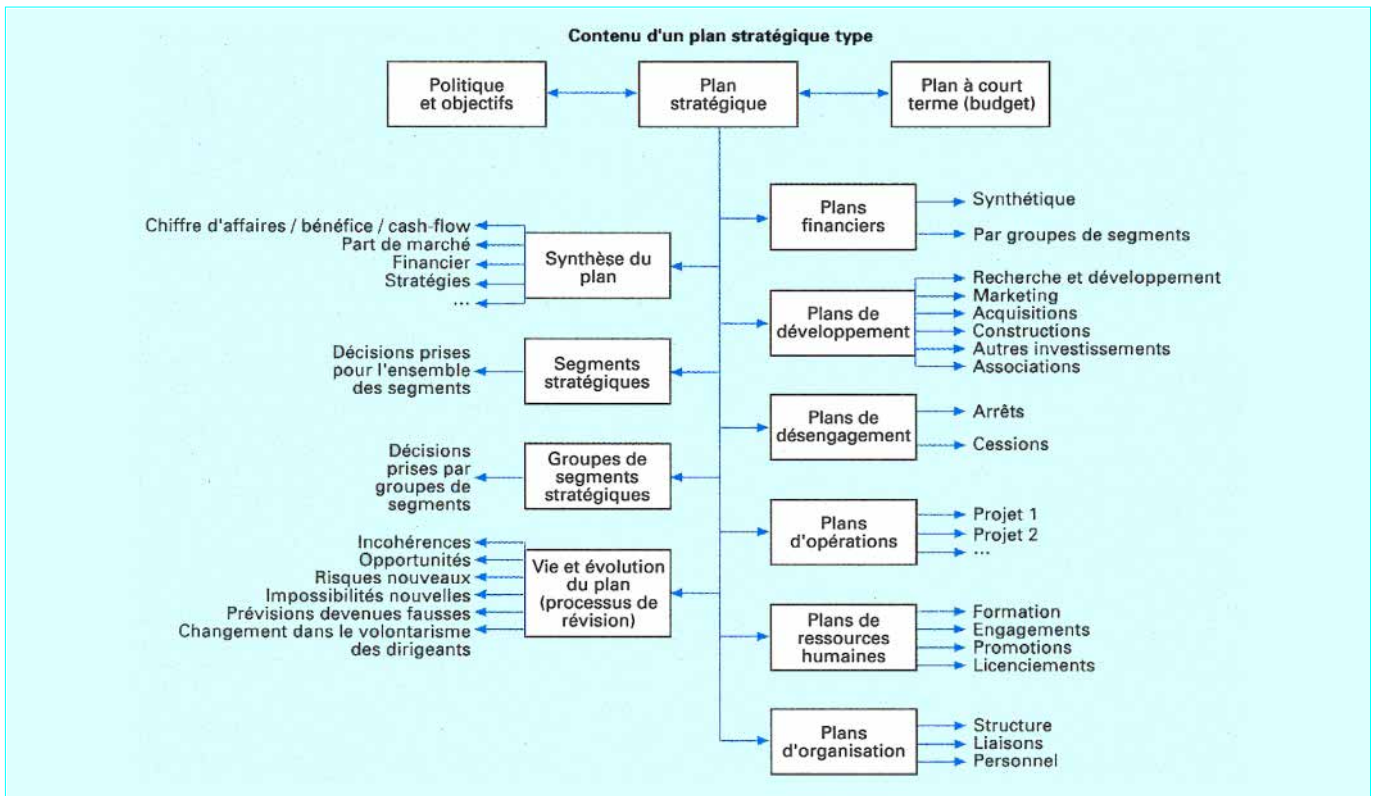 Contenu d'un plan stratégique type
Politique
et objectifs
Plan
stratégique
Plan à court
terme (budget)
Chiffre d'affaires / bénéfice / cash-flow
Part de marché
Financier
Stratégies
...
Synthèse du
plan
Décisions prises
pour l'ensemble
des segments
Segments
stratégiques
Décisions
prises par
groupes de
segments
Groupes de
segments
stratégiques
Incohérences
Opportunités
Risques nouveaux
Impossibilités nouvelles
Prévisions devenues fausses
Changement dans le volontarisme
des dirigeants
Vie et évolution
du plan
(processus de
révision)
Plans
financiers
Synthétique
Par groupes de segments
Plans de
développement
Recherche et développement
Marketing
Acquisitions
Constructions
Autres investissements
Associations
Plans de
désengagement
Arrêts
Cessions
Plans
d'opérations
Projet 1
Projet 2
...
Plans de
ressources
humaines
Formation
Engagements
Promotions
Licenciements
Plans
d'organisation
Structure
Liaisons
Personnel